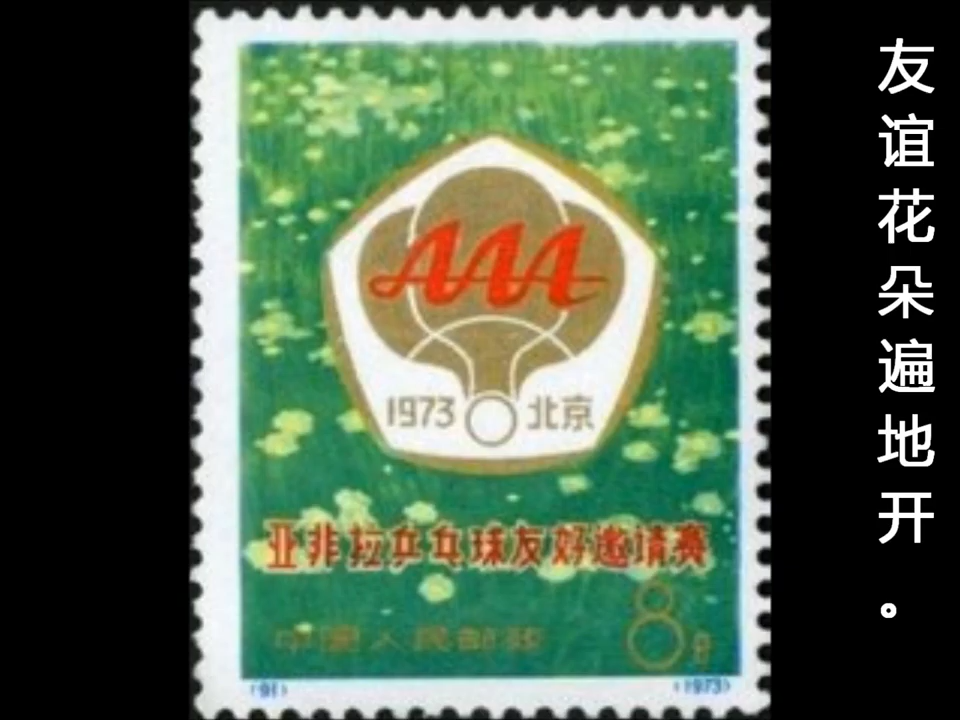 友谊花朵遍地开。
AAA
1973 北京
亚非拉乒乓球友好邀请赛
中国人民邮政
8分
(91)
(1973)